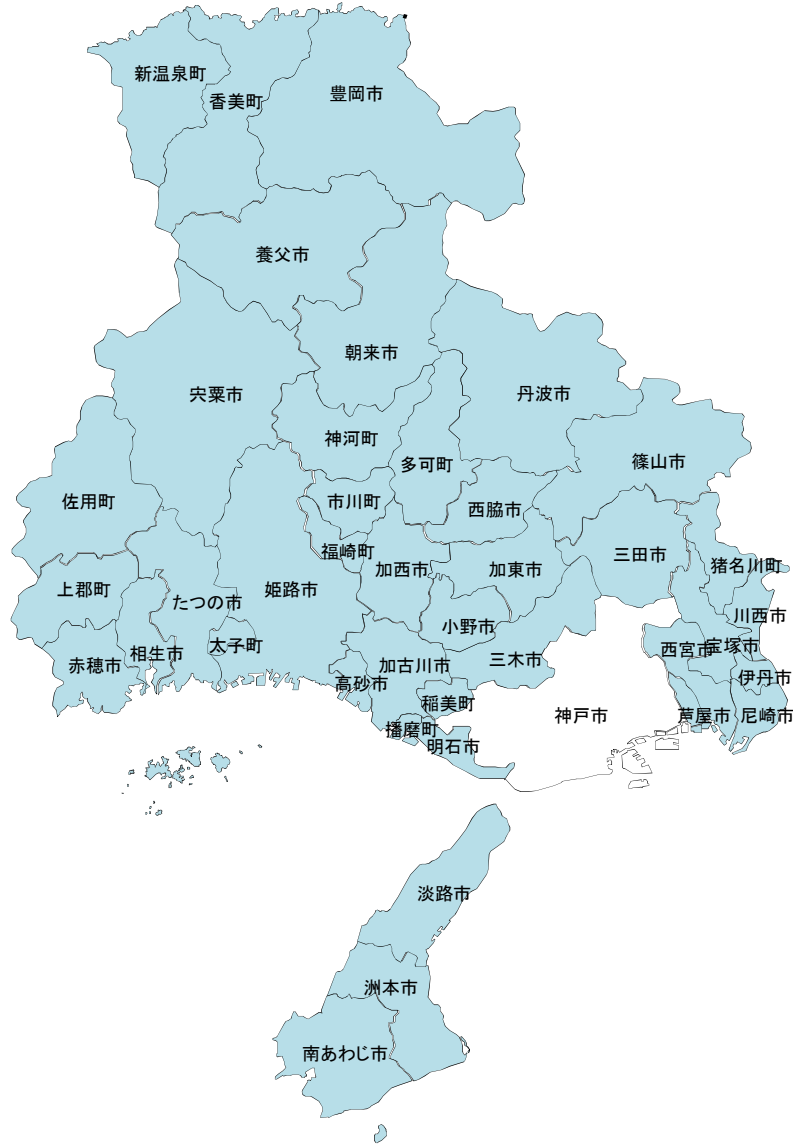 新温泉町
香美町
豊岡市
養父市
朝来市
宍粟市
丹波市
神河町
多可町
篠山市
佐用町
市川町
西脇市
福崎町
加西市
加東市
三田市
猪名川町
上郡町
たつの市
姫路市
川西市
小野市
赤穂市
相生市
太子町
加古川市
三木市
西宮市
宝塚市
高砂市
伊丹市
稲美町
神戸市
芦屋市
尼崎市
播磨町
明石市
淡路市
洲本市
南あわじ市